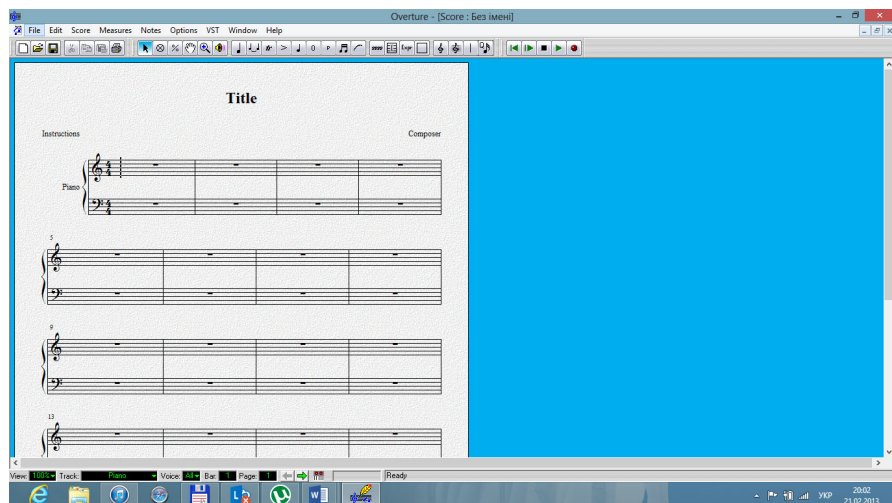 Overture - [Score : Без імені]
File Edit Score Measures Notes Options VST Window Help
Expr
Title
Instructions Composer
Piano
5
9
13
View: 100% Track: Piano Voice: All Bar: 1 Page: 1 Ready
УКР 20:02
21.02.2013